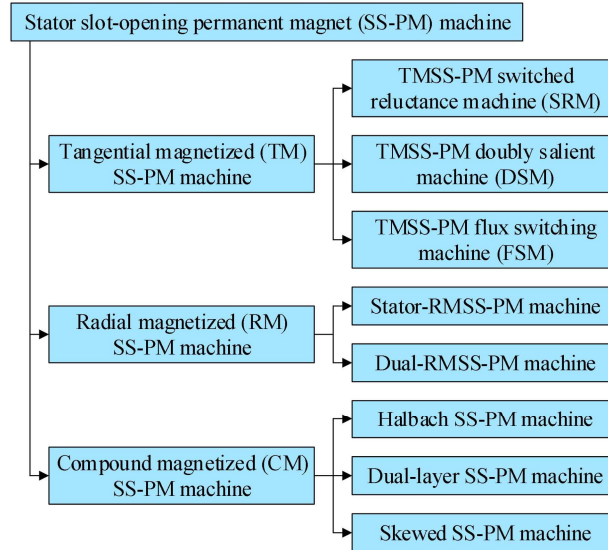 Stator slot-opening permanent magnet (SS-PM) machine
Tangential magnetized (TM)
SS-PM machine
TMSS-PM switched
reluctance machine (SRM)
TMSS-PM doubly salient
machine (DSM)
TMSS-PM flux switching
machine (FSM)
Radial magnetized (RM)
SS-PM machine
Stator-RMSS-PM machine
Dual-RMSS-PM machine
Compound magnetized (CM)
SS-PM machine
Halbach SS-PM machine
Dual-layer SS-PM machine
Skewed SS-PM machine